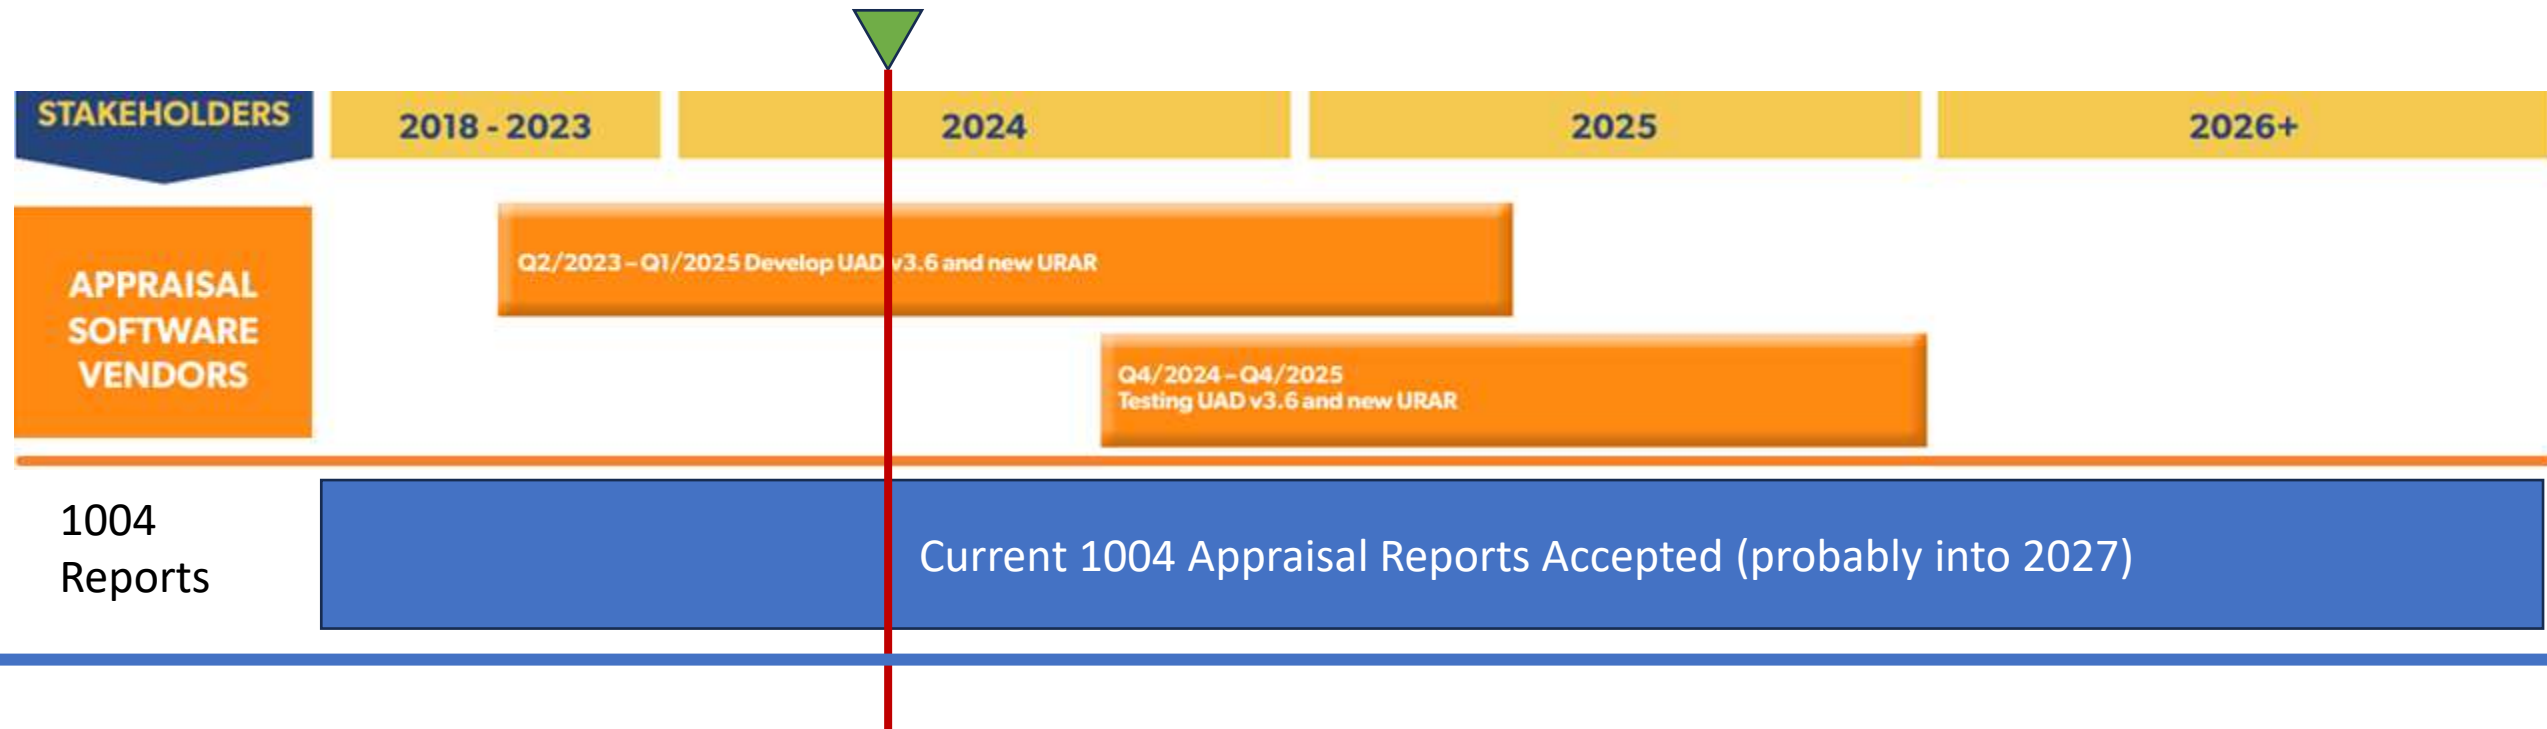 STAKEHOLDERS
2018 - 2023
2024
2025
2026+
APPRAISAL
SOFTWARE
VENDORS
Q2/2023 – Q1/2025 Develop UAD v3.6 and new URAR
Q4/2024 – Q4/2025
Testing UAD v3.6 and new URAR
1004
Reports
Current 1004 Appraisal Reports Accepted (probably into 2027)